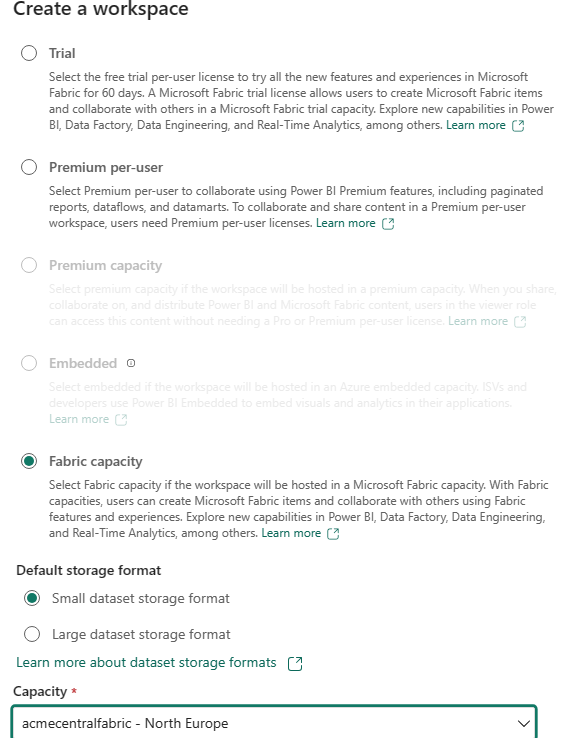 Create a workspace
Trial
Select the free trial per-user license to try all the new features and experiences in Microsoft
Fabric for 60 days. A Microsoft Fabric trial license allows users to create Microsoft Fabric items
and collaborate with others in a Microsoft Fabric trial capacity. Explore new capabilities in Power
BI, Data Factory, Data Engineering, and Real-Time Analytics, among others. Learn more
Premium per-user
Select Premium per-user to collaborate using Power BI Premium features, including paginated
reports, dataflows, and datamarts. To collaborate and share content in a Premium per-user
workspace, users need Premium per-user licenses. Learn more
Premium capacity
Select premium capacity if the workspace will be hosted in a premium capacity. When you share,
collaborate on, and distribute Power BI and Microsoft Fabric content, users in the viewer role
can access this content without needing a Pro or Premium per-user license. Learn more
Embedded
Select embedded if the workspace will be hosted in an Azure embedded capacity. ISVs and
developers use Power BI Embedded to embed visuals and analytics in their applications.
Learn more
Fabric capacity
Select Fabric capacity if the workspace will be hosted in a Microsoft Fabric capacity. With Fabric
capacities, users can create Microsoft Fabric items and collaborate with others using Fabric
features and experiences. Explore new capabilities in Power BI, Data Factory, Data Engineering,
and Real-Time Analytics, among others. Learn more
Default storage format
Small dataset storage format
Large dataset storage format
Learn more about dataset storage formats
Capacity *
acmecentralfabric - North Europe